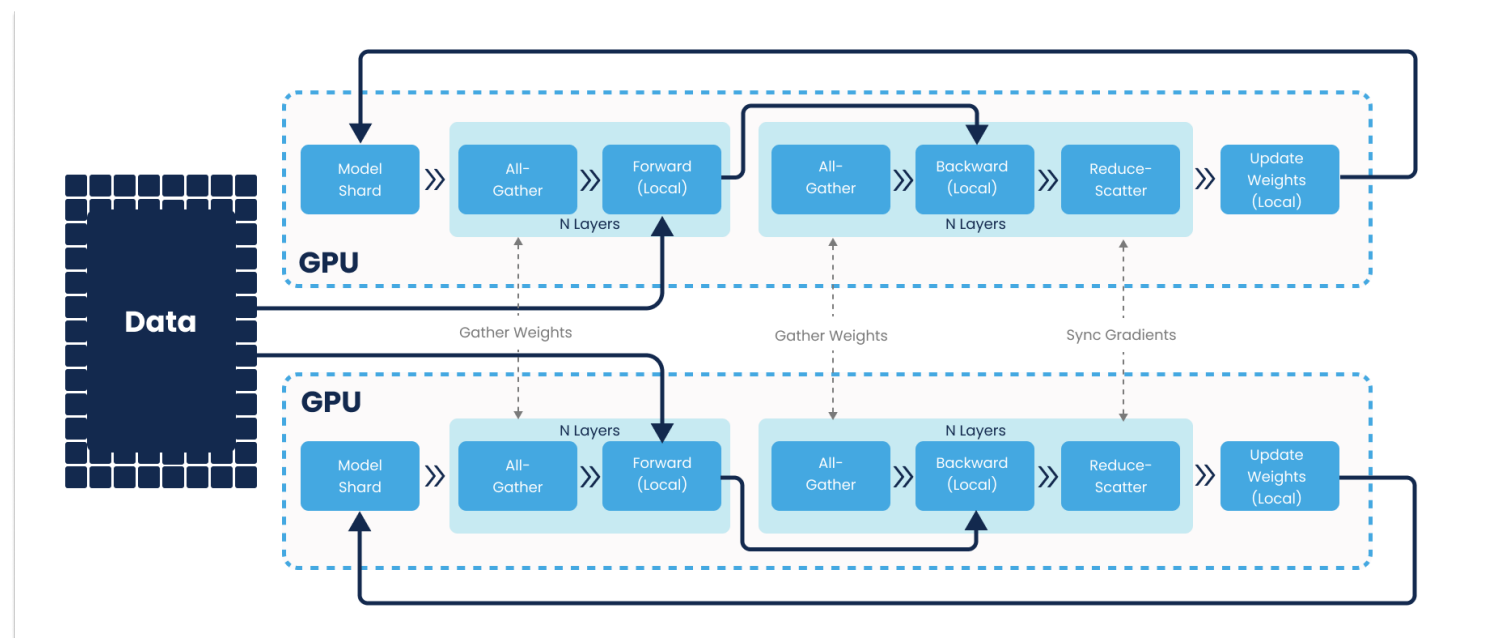 Data
GPU
Model
Shard
All-
Gather
Forward
(Local)
N Layers
All-
Gather
Backward
(Local)
Reduce-
Scatter
N Layers
Update
Weights
(Local)
Gather Weights
Gather Weights
Sync Gradients
GPU
N Layers
Model
Shard
All-
Gather
Forward
(Local)
N Layers
All-
Gather
Backward
(Local)
Reduce-
Scatter
Update
Weights
(Local)